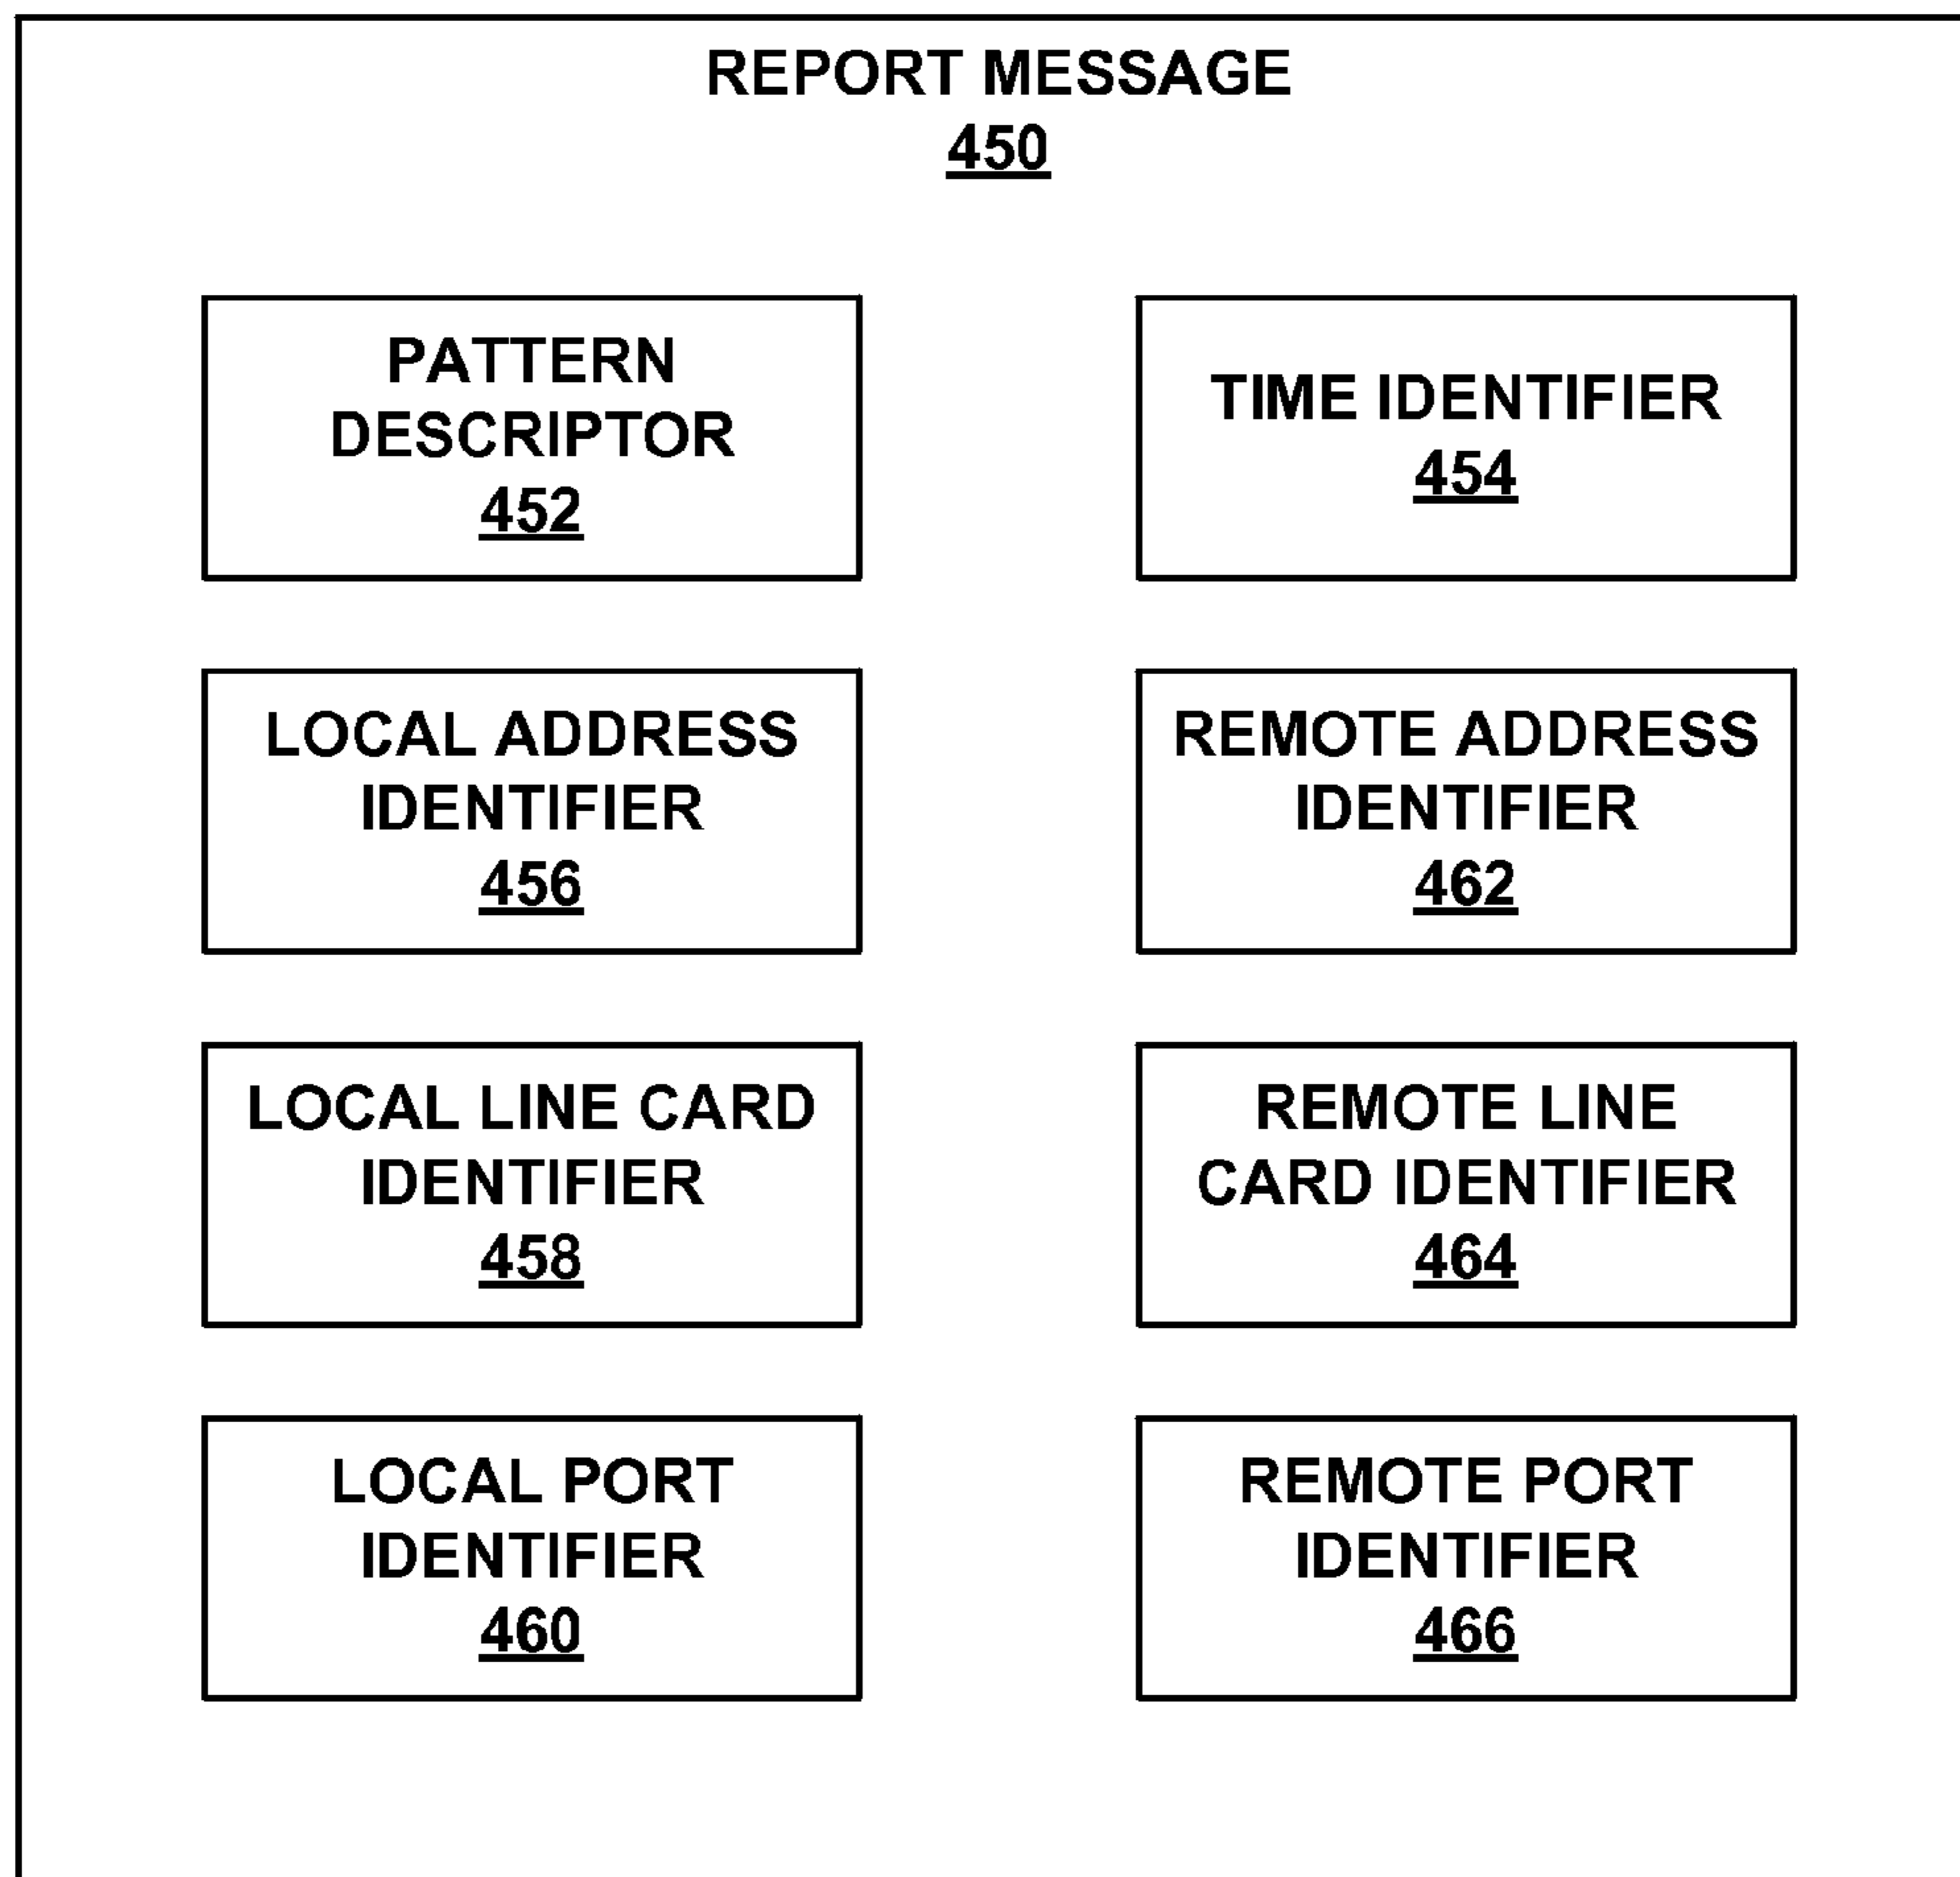 REPORT MESSAGE
450
PATTERN
DESCRIPTOR
452
TIME IDENTIFIER
454
LOCAL ADDRESS
IDENTIFIER
456
REMOTE ADDRESS
IDENTIFIER
462
LOCAL LINE CARD
IDENTIFIER
458
REMOTE LINE
CARD IDENTIFIER
464
LOCAL PORT
IDENTIFIER
460
REMOTE PORT
IDENTIFIER
466